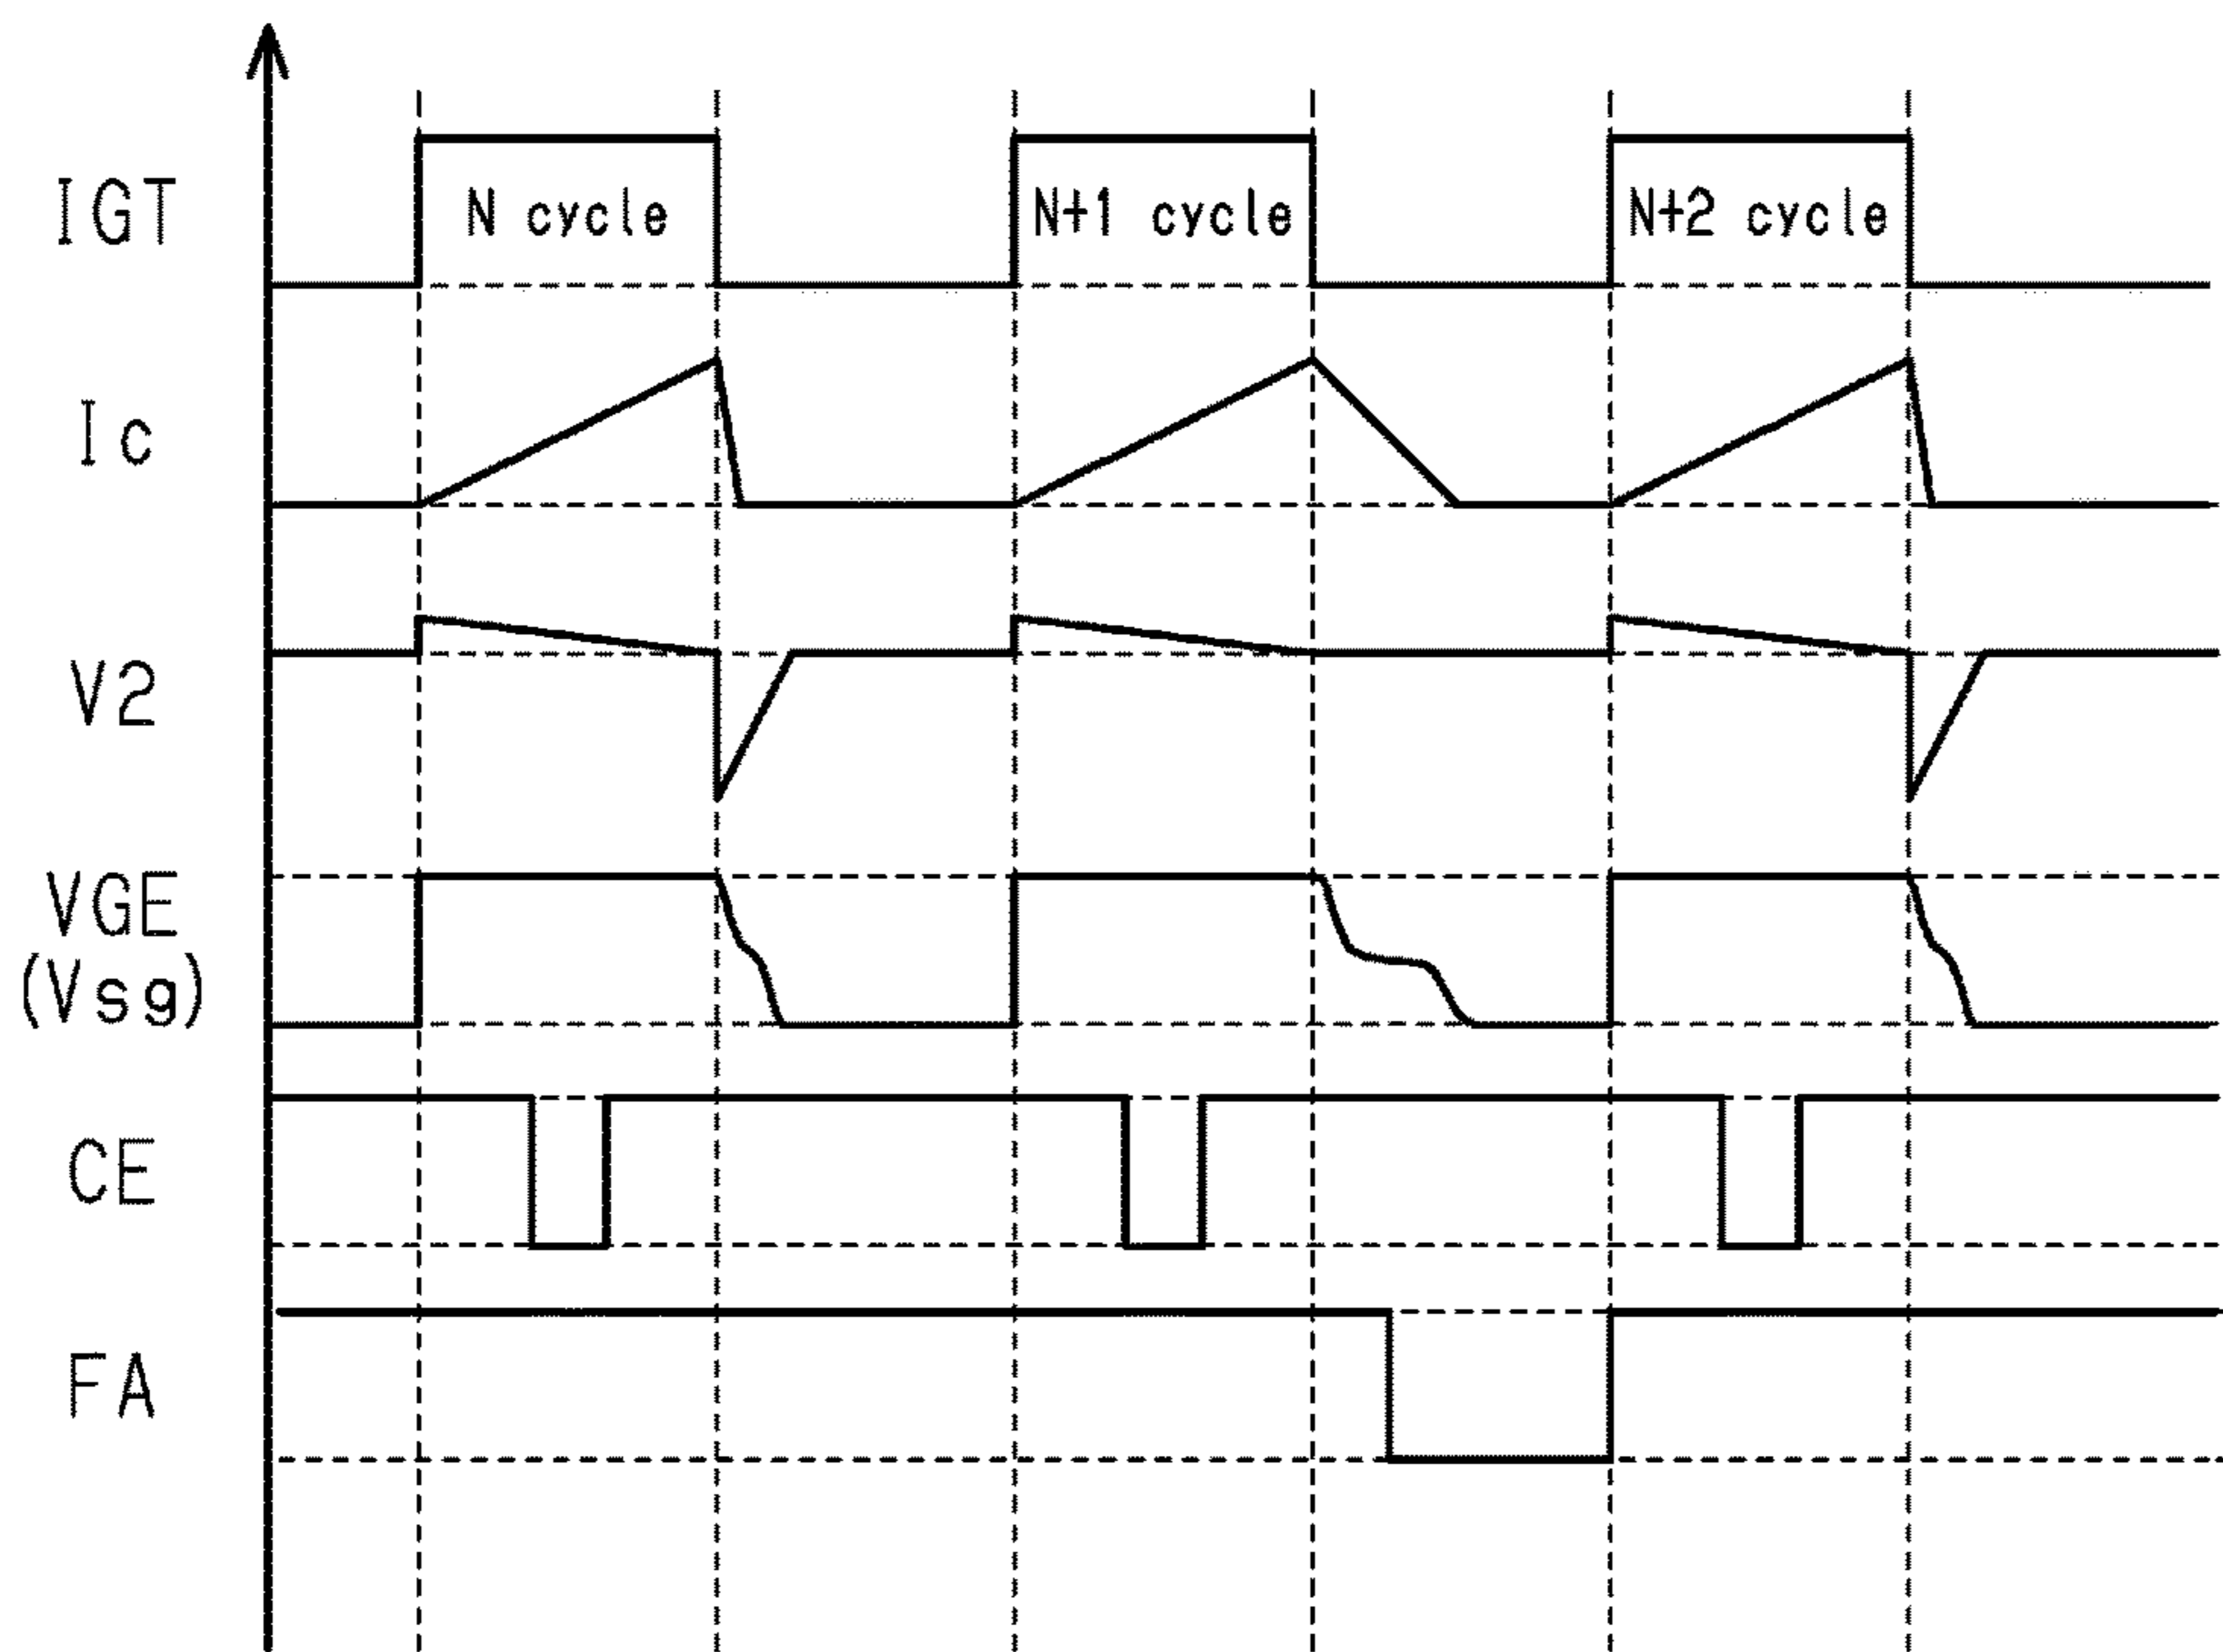 IGT
N cycle
N+1 cycle
N+2 cycle
Ic
V2
VGE
(Vsg)
CE
FA